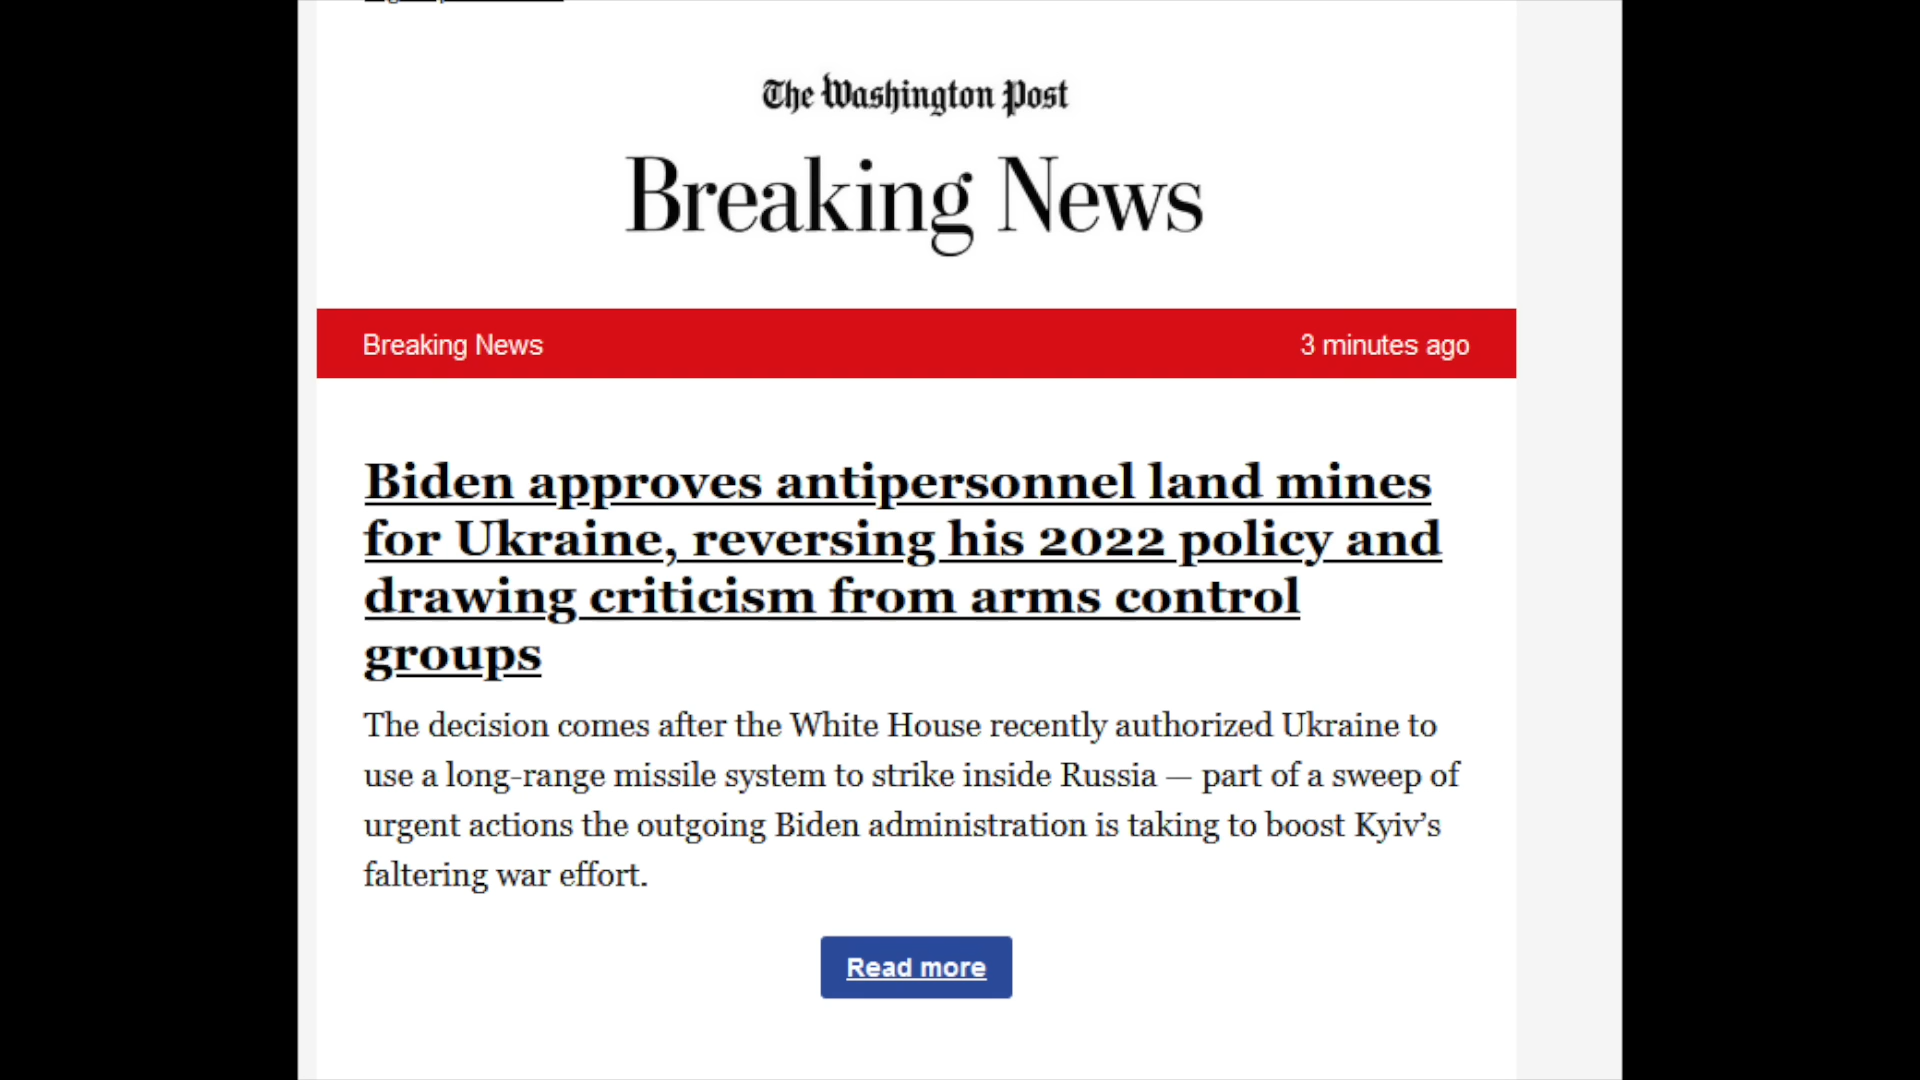 The Washington Post
Breaking News
Breaking News
3 minutes ago
Biden approves antipersonnel land mines
for Ukraine, reversing his 2022 policy and
drawing criticism from arms control
groups
The decision comes after the White House recently authorized Ukraine to
use a long-range missile system to strike inside Russia — part of a sweep of
urgent actions the outgoing Biden administration is taking to boost Kyiv’s
faltering war effort.
Read more